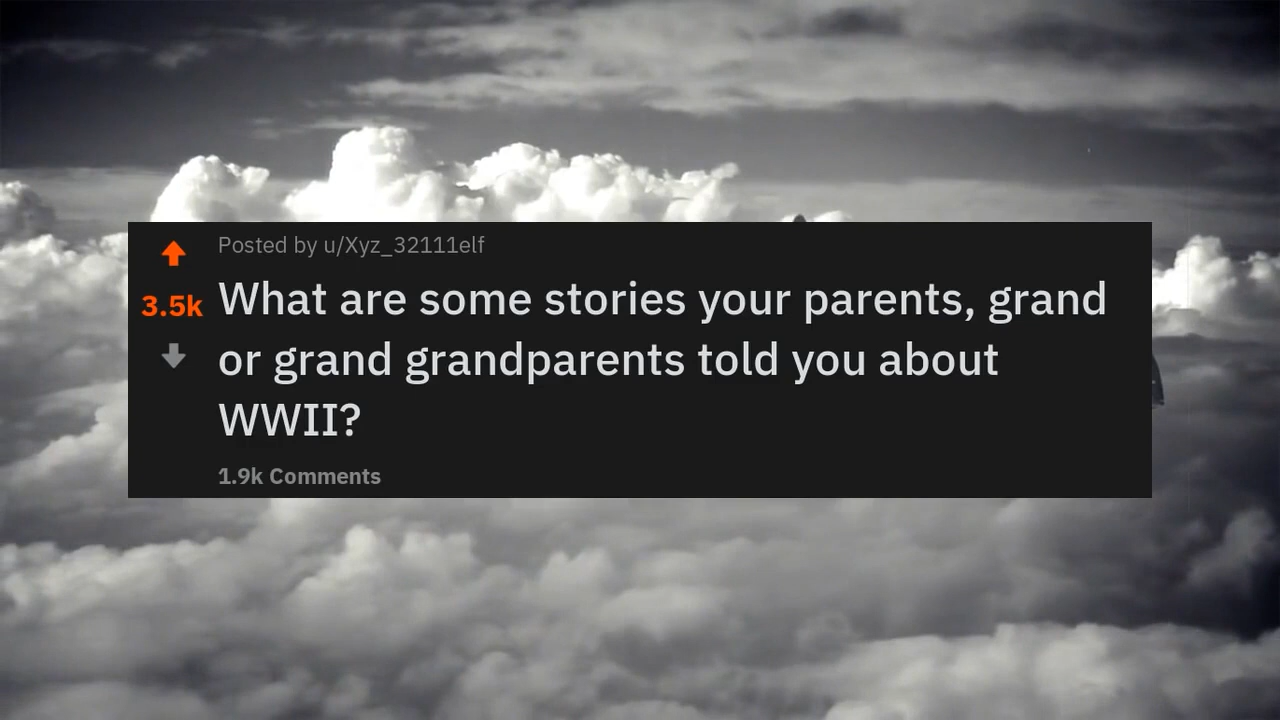 Posted by u/Xyz_32111elf
3.5k
What are some stories your parents, grand
or grand grandparents told you about
WWII?
1.9k Comments